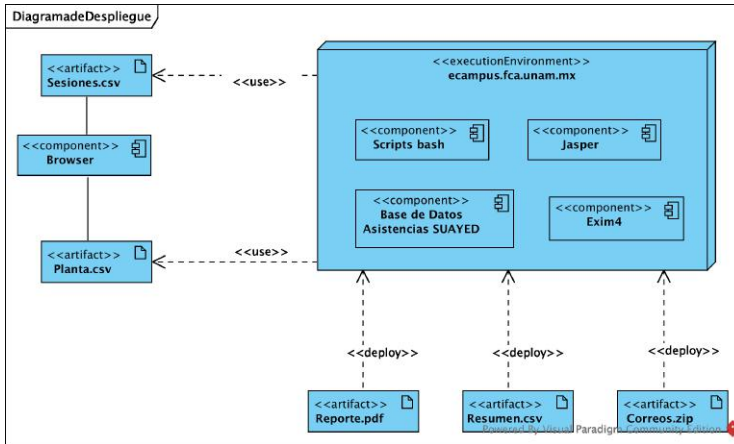 DiagramadeDespliegue
<<artifact>>
Sesiones.csv
<<use>>
<<executionEnvironment>>
ecampus.fca.unam.mx
<<component>>
Browser
<<component>>
Scripts bash
<<component>>
Jasper
<<component>>
Base de Datos
Asistencias SUAYED
<<component>>
Exim4
<<artifact>>
Planta.csv
<<use>>
<<deploy>>
<<deploy>>
<<deploy>>
<<artifact>>
Reporte.pdf
<<artifact>>
Resumen.csv
<<artifact>>
Correos.zip
Powered By Visual Paradigm Community Edition